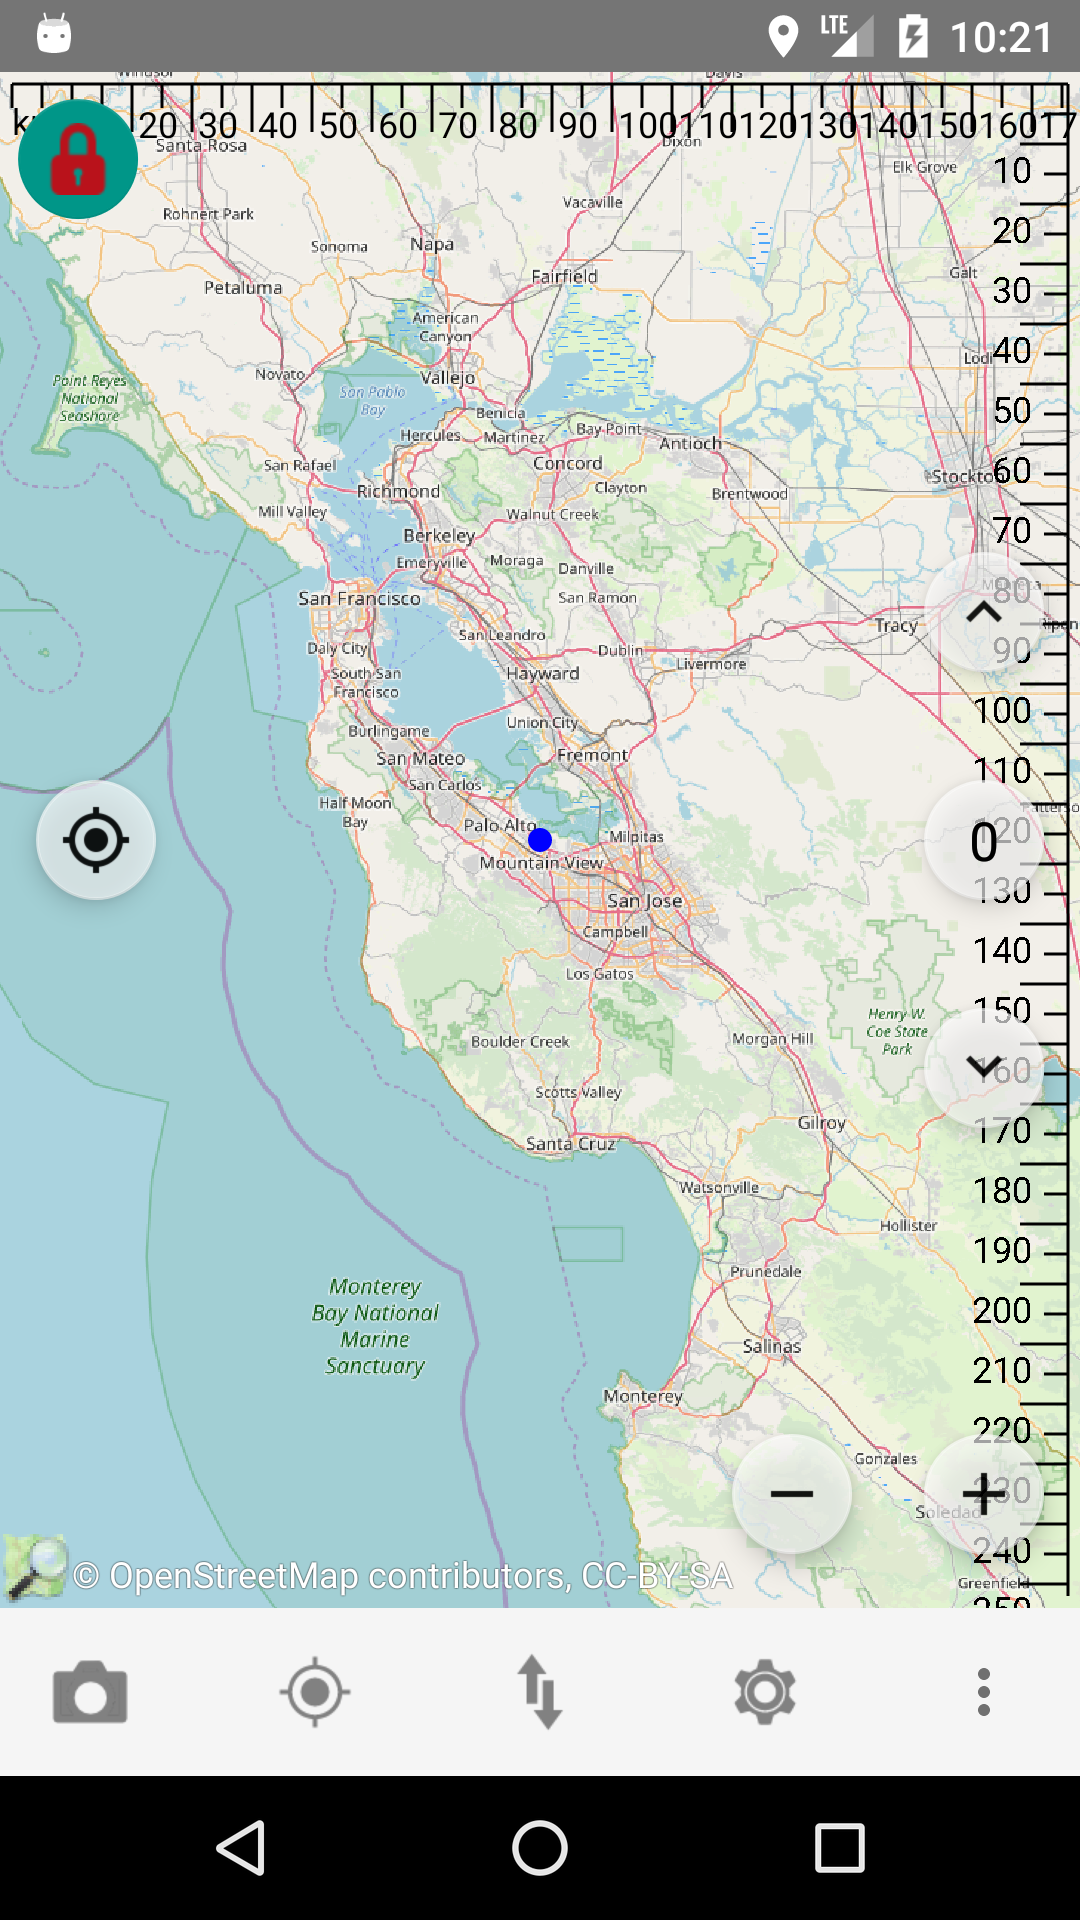 LTE 10:21
Windsor
Davis
20 30 40 50 60 70 80 90 100 110 120 130 140 150 160 17
Santa Rosa
Dixon
Elk Grove
10
Vacaville
Rohnert Park
20
Sonoma
Napa
Galt
Fairfield
Petaluma
30
American
Canyon
40
Lodi
Novato
Vallejo
Point Reyes
National
Seashore
San Pablo
Bay
50
Benicia
Hercules
Martinez
Bay Point
Antioch
San Rafael
Concord
60
Stockto
Richmond
Clayton
Brentwood
Mill Valley
Walnut Creek
70
Berkeley
Emeryville
Moraga
Danville
80
San Francisco
San Ramon
Tracy
San Leandro
90
Daly City
Dublin
Livermore
South San
Francisco
Hayward
100
Union City
Burlingame
San Mateo
Fremont
110
San Carlos
Half Moon
Bay
120
0
Palo Alto
Milpitas
Mountain View
130
San Jose
Campbell
140
Los Gatos
150
Henry W.
Coe State
Park
Boulder Creek
Morgan Hill
160
Scotts Valley
Gilroy
170
Santa Cruz
Watsonville
180
Hollister
190
Prunedale
Monterey
Bay National
Marine
Sanctuary
200
Salinas
210
Monterey
220
Gonzales
230
Soledad
240
© OpenStreetMap contributors, CC-BY-SA
Greenfield
250